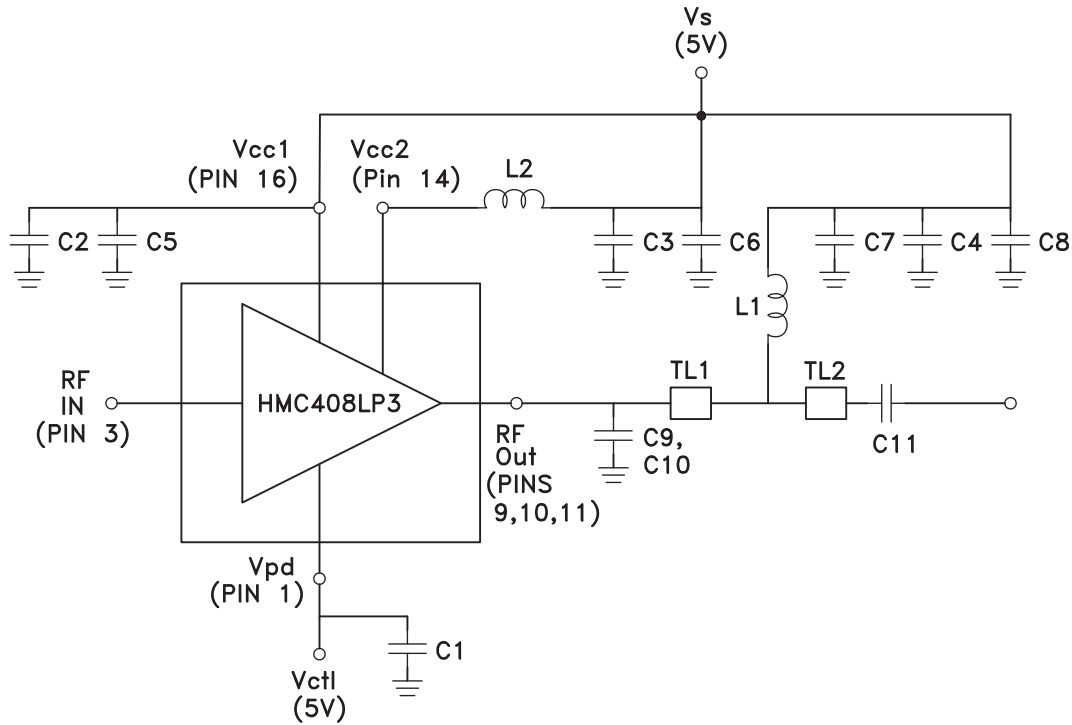 Vs
(5V)
Vcc1
(PIN 16)
Vcc2
(Pin 14)
L2
C2
C5
C3
C6
C7
C4
C8
L1
RF
IN
(PIN 3)
HMC408LP3
TL1
TL2
RF
Out
(PINS
9,10,11)
C9,
C10
C11
Vpd
(PIN 1)
C1
Vctl
(5V)